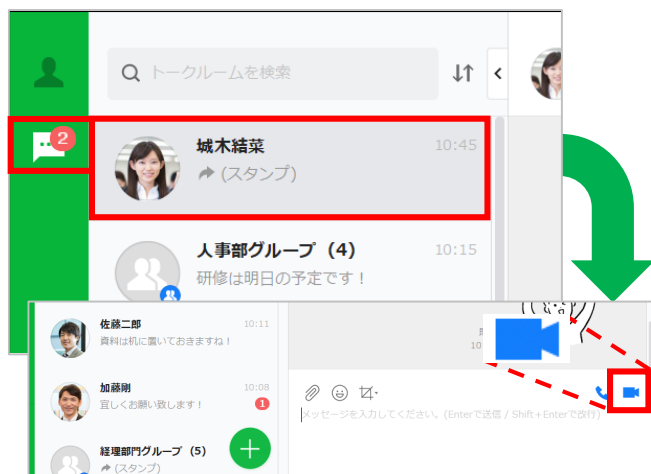 トークルームを検索
2
城木結菜 10:45
(スタンプ)
人事部グループ (4) 10:15
研修は明日の予定です！
佐藤二郎 10:11
資料は机に置いておきますね！
加藤剛 10:08
宜しくお願い致します！ 1
経理部門グループ (5)
(スタンプ)
10
メッセージを入力してください。(Enterで送信 / Shift+Enterで改行)